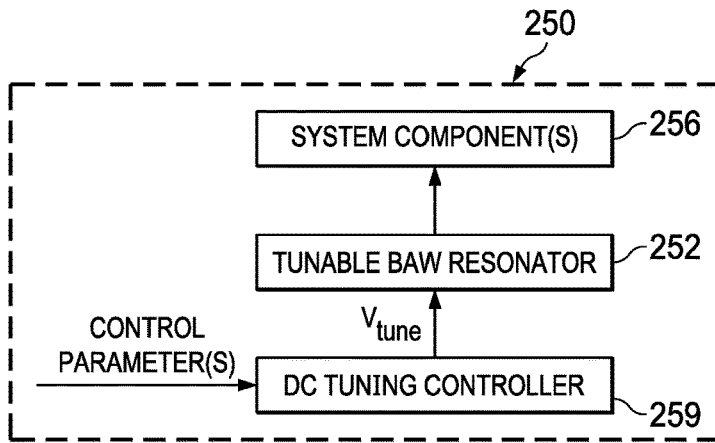 250
SYSTEM COMPONENT(S)
256
TUNABLE BAW RESONATOR
252
Vtune
CONTROL
PARAMETER(S)
DC TUNING CONTROLLER
259